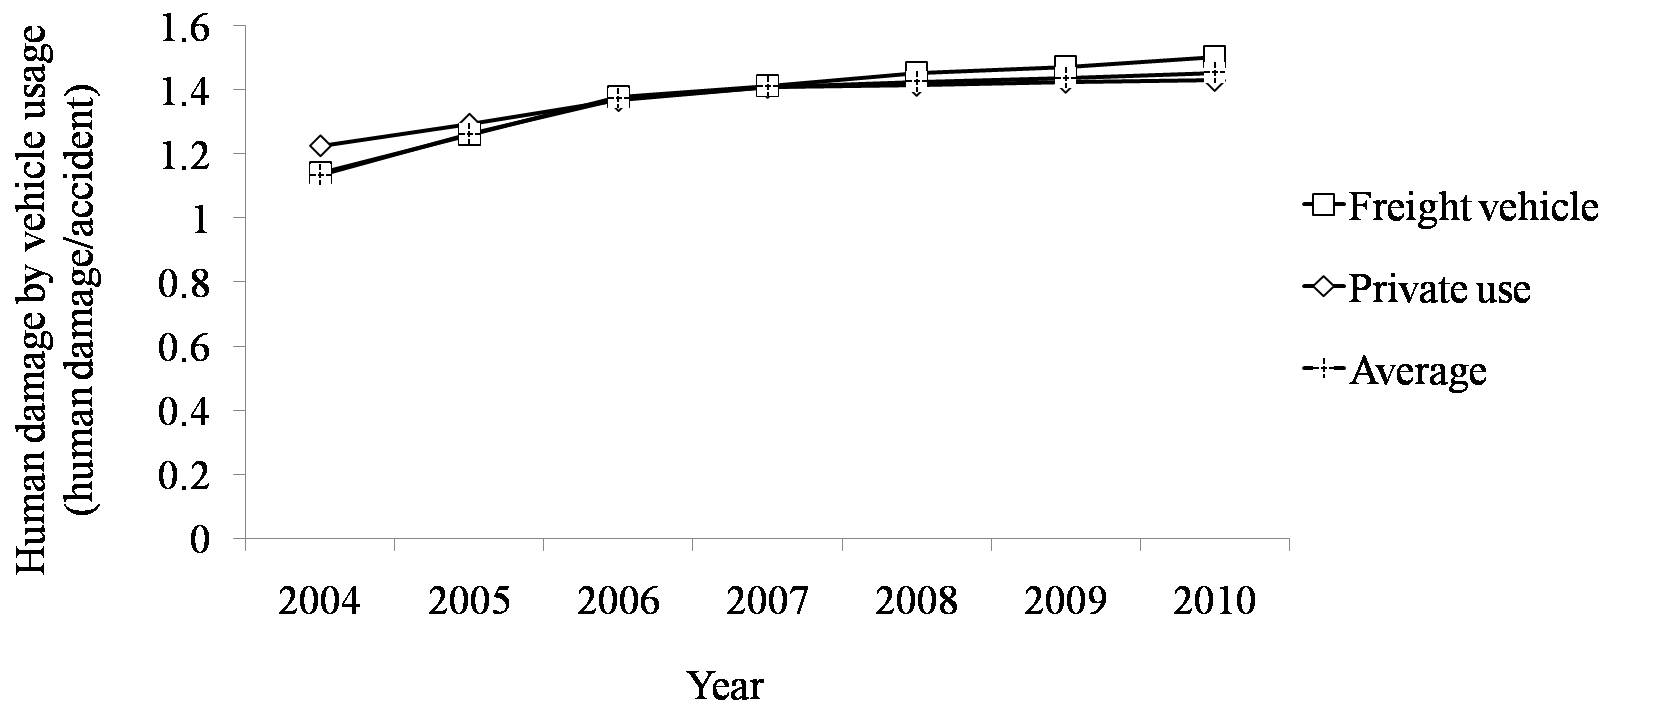 Human damage by vehicle usage
(human damage/accident)
1.6
1.4
1.2
1
0.8
0.6
0.4
0.2
0
2004 2005 2006 2007 2008 2009 2010
Year
Freight vehicle
Private use
Average